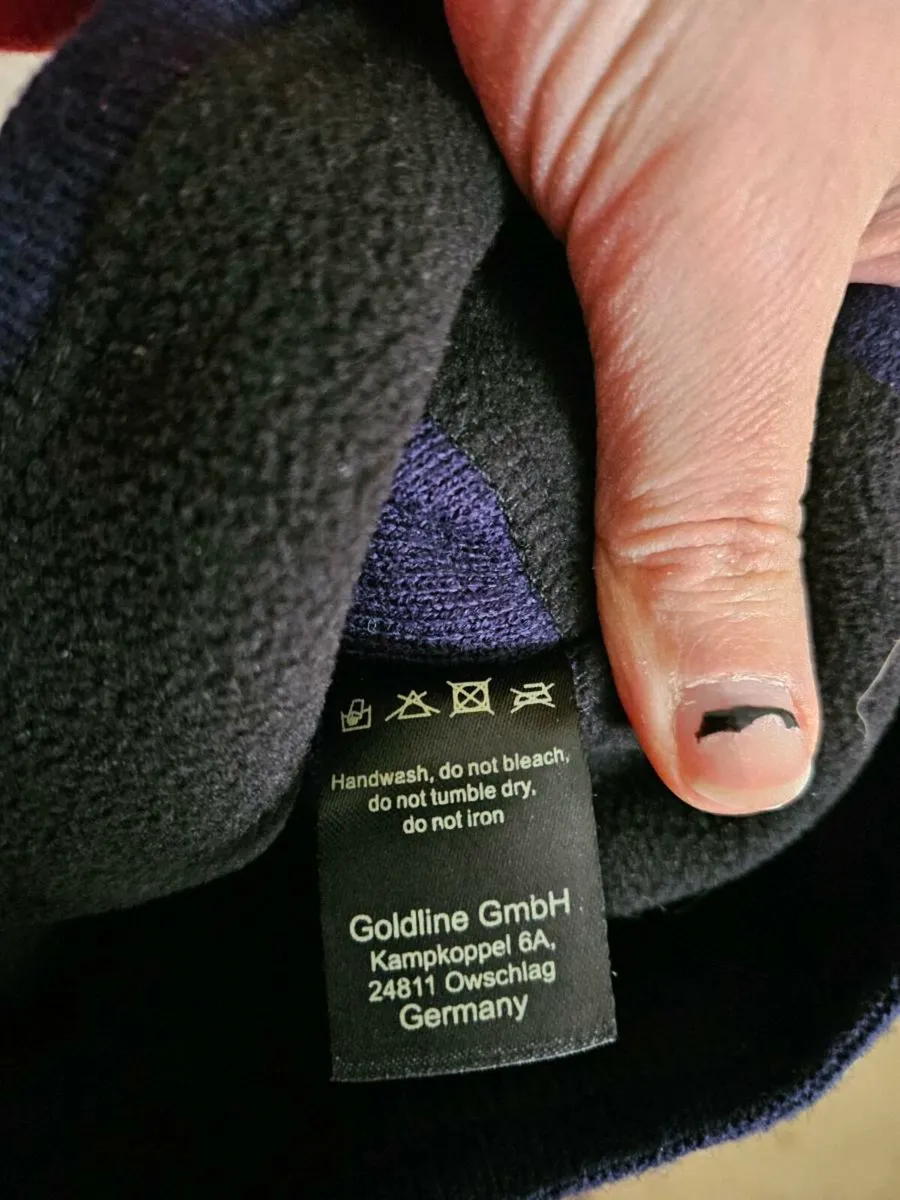 Handwash, do not bleach,
do not tumble dry,
do not iron
Goldline GmbH
Kampkoppel 6A,
24811 Owschlag
Germany